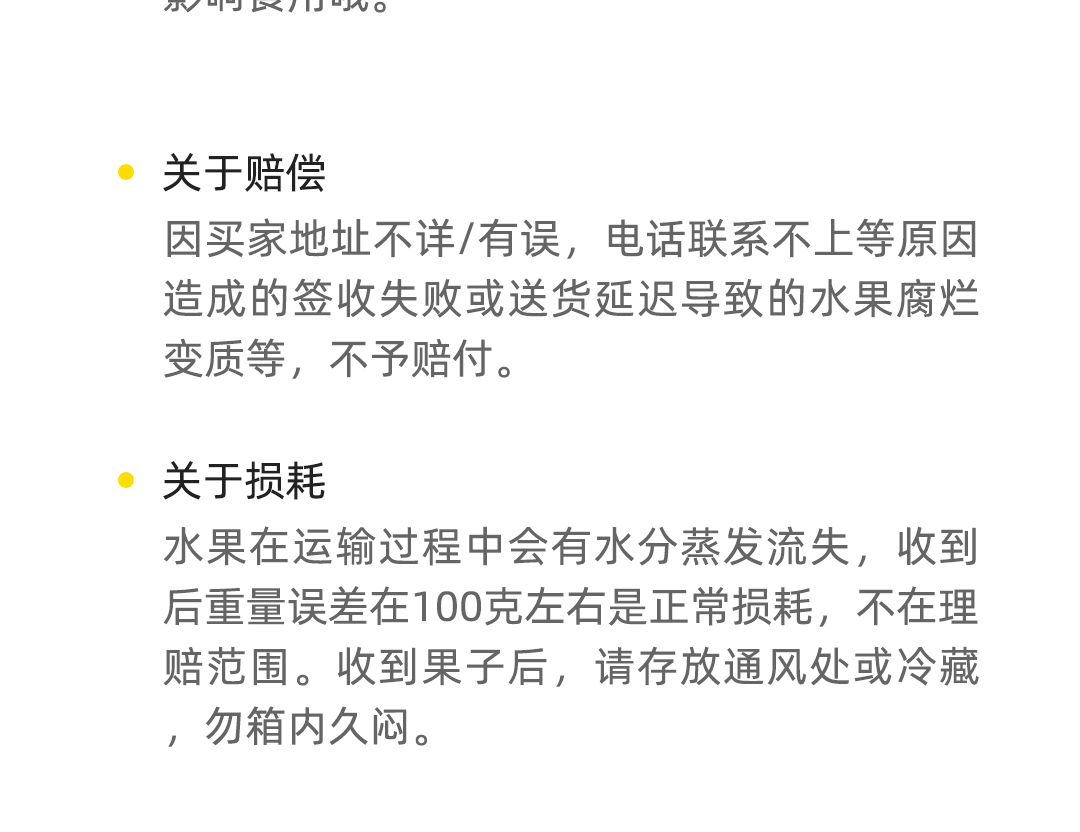 影响食用哦。
关于赔偿
因买家地址不详/有误，电话联系不上等原因
造成的签收失败或送货延迟导致的水果腐烂
变质等，不予赔付。
关于损耗
水果在运输过程中会有水分蒸发流失，收到
后重量误差在100克左右是正常损耗，不在理
赔范围。收到果子后，请存放通风处或冷藏
，勿箱内久闷。